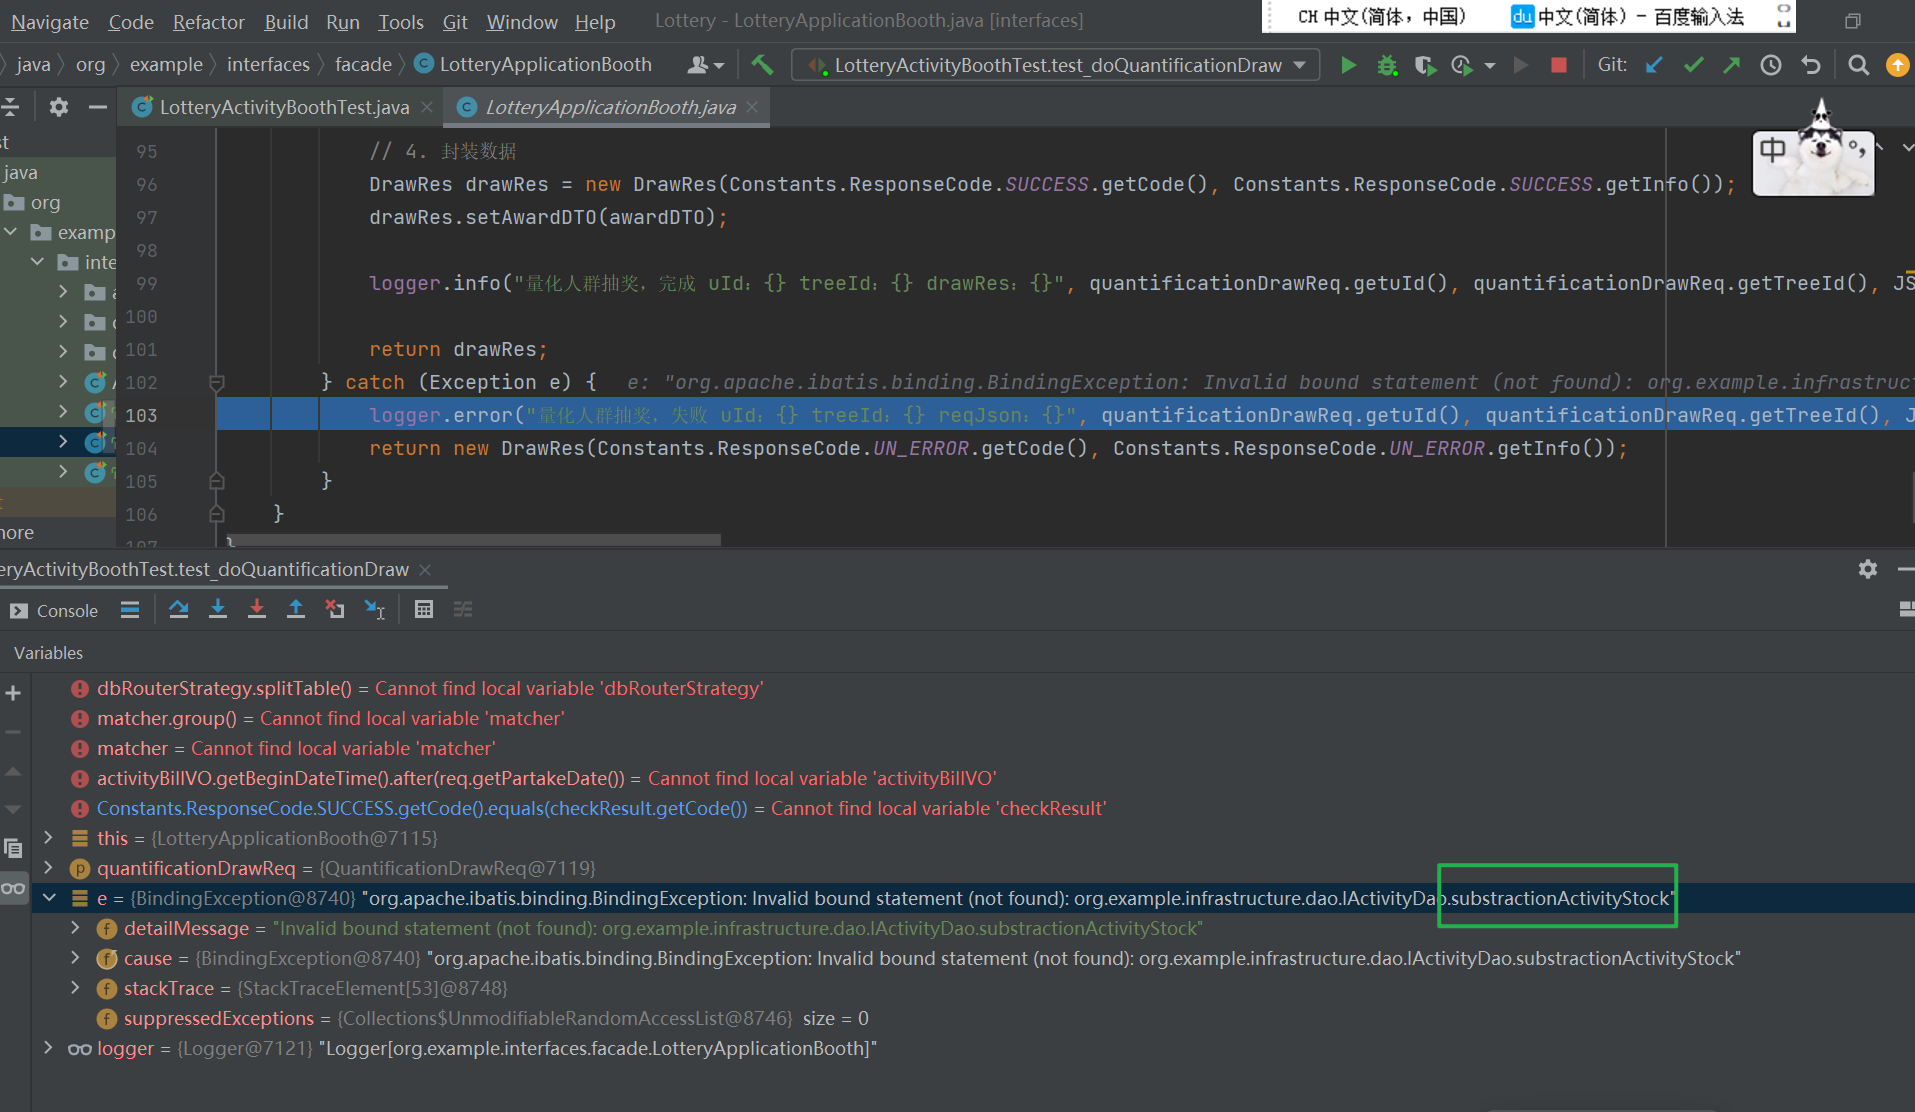 Navigate Code Refactor Build Run Tools Git Window Help Lottery - LotteryApplicationBooth.java [interfaces]
CH 中文(简体，中国) du 中文(简体) - 百度输入法
java org example interfaces facade LotteryApplicationBooth LotteryActivityBoothTest.test_doQuantificationDraw Git:
LotteryActivityBoothTest.java LotteryApplicationBooth.java
java
org
examp
inte
中
95 // 4. 封装数据
96 DrawRes drawRes = new DrawRes(Constants.ResponseCode.SUCCESS.getCode(), Constants.ResponseCode.SUCCESS.getInfo());
97 drawRes.setAwardDTO(awardDTO);
98
99 logger.info("量化人群抽奖，完成 uId：{} treeId：{} drawRes：{}", quantificationDrawReq.getuId(), quantificationDrawReq.getTreeId(), JS
100
101 return drawRes;
102 } catch (Exception e) { e: "org.apache.ibatis.binding.BindingException: Invalid bound statement (not found): org.example.infrastruc
103 logger.error("量化人群抽奖，失败 uId：{} treeId：{} reqJson：{}", quantificationDrawReq.getuId(), quantificationDrawReq.getTreeId(), J
104 return new DrawRes(Constants.ResponseCode.UN_ERROR.getCode(), Constants.ResponseCode.UN_ERROR.getInfo());
105 }
106 }
107 }
eryActivityBoothTest.test_doQuantificationDraw
Console
Variables
dbRouterStrategy.splitTable() = Cannot find local variable 'dbRouterStrategy'
matcher.group() = Cannot find local variable 'matcher'
matcher = Cannot find local variable 'matcher'
activityBillVO.getBeginDateTime().after(req.getPartakeDate()) = Cannot find local variable 'activityBillVO'
Constants.ResponseCode.SUCCESS.getCode().equals(checkResult.getCode()) = Cannot find local variable 'checkResult'
this = {LotteryApplicationBooth@7115}
quantificationDrawReq = {QuantificationDrawReq@7119}
e = {BindingException@8740} "org.apache.ibatis.binding.BindingException: Invalid bound statement (not found): org.example.infrastructure.dao.IActivityDao.substractionActivityStock"
detailMessage = "Invalid bound statement (not found): org.example.infrastructure.dao.IActivityDao.substractionActivityStock"
cause = {BindingException@8740} "org.apache.ibatis.binding.BindingException: Invalid bound statement (not found): org.example.infrastructure.dao.IActivityDao.substractionActivityStock"
stackTrace = {StackTraceElement[53]@8748}
suppressedExceptions = {Collections$UnmodifiableRandomAccessList@8746} size = 0
logger = {Logger@7121} "Logger[org.example.interfaces.facade.LotteryApplicationBooth]"